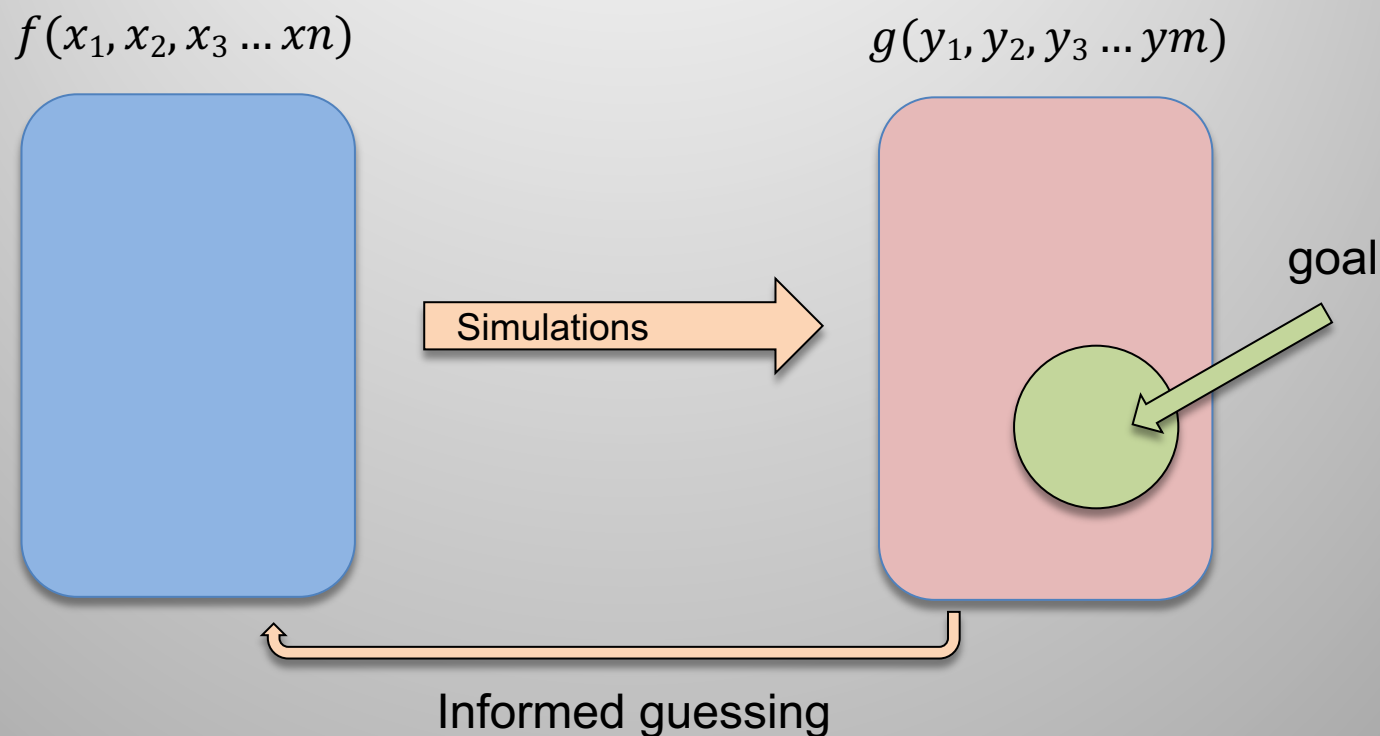 f(x₁, x₂, x₃ … xn)
g(y₁, y₂, y₃ … ym)
goal
Simulations
Informed guessing